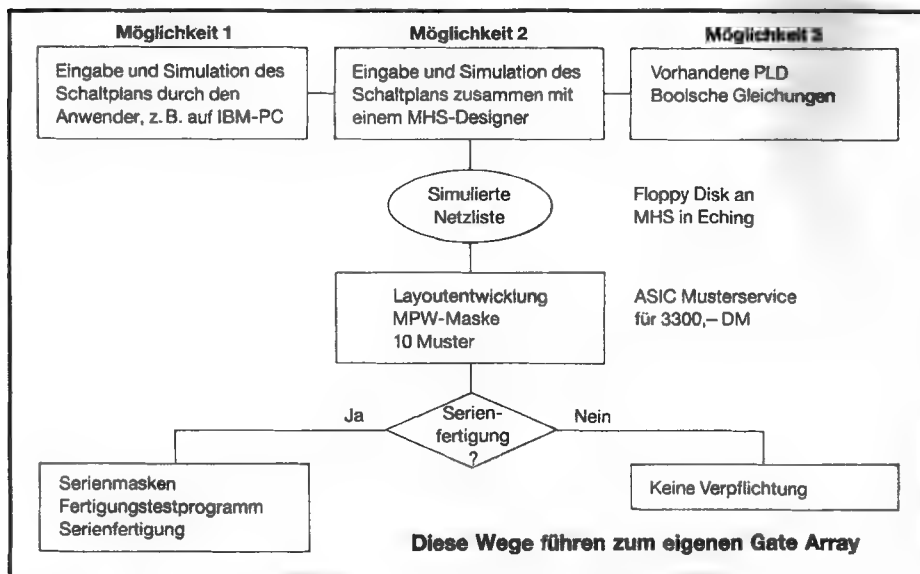 Möglichkeit 1
Eingabe und Simulation des
Schaltplans durch den
Anwender, z. B. auf IBM-PC
Möglichkeit 2
Eingabe und Simulation des
Schaltplans zusammen mit
einem MHS-Designer
Möglichkeit 3
Vorhandene PLD
Boolsche Gleichungen
Simulierte
Netzliste
Floppy Disk an
MHS in Eching
Layoutentwicklung
MPW-Maske
10 Muster
ASIC Musterservice
für 3300,– DM
Serien-
fertigung
?
Ja
Nein
Serienmasken
Fertigungstestprogramm
Serienfertigung
Keine Verpflichtung
Diese Wege führen zum eigenen Gate Array